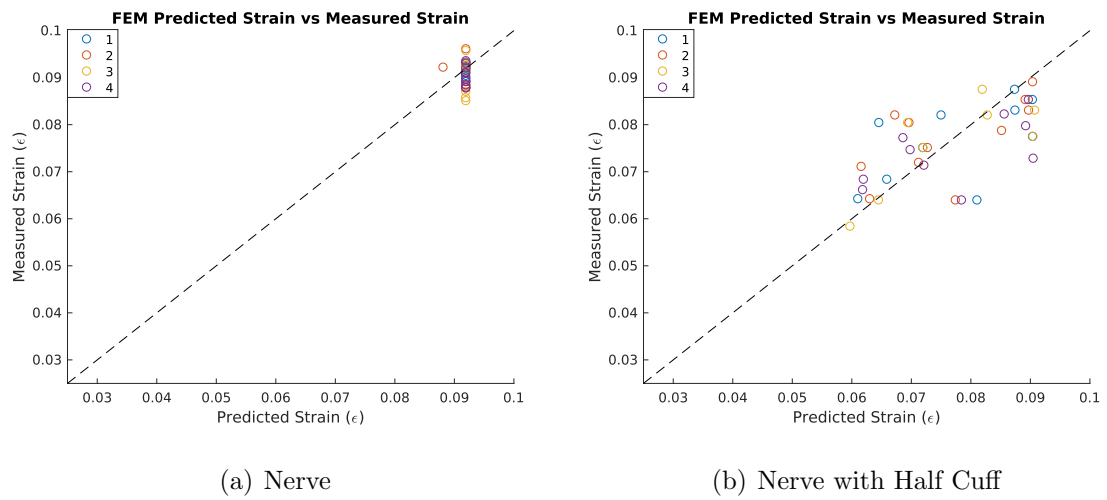 FEM Predicted Strain vs Measured Strain
0.1
1
2
3
4
0.09
0.08
0.07
0.06
0.05
0.04
0.03
Measured Strain (ϵ)
0.03 0.04 0.05 0.06 0.07 0.08 0.09 0.1
Predicted Strain (ϵ)
(a) Nerve
FEM Predicted Strain vs Measured Strain
0.1
1
2
3
4
0.09
0.08
0.07
0.06
0.05
0.04
0.03
Measured Strain (ϵ)
0.03 0.04 0.05 0.06 0.07 0.08 0.09 0.1
Predicted Strain (ϵ)
(b) Nerve with Half Cuff